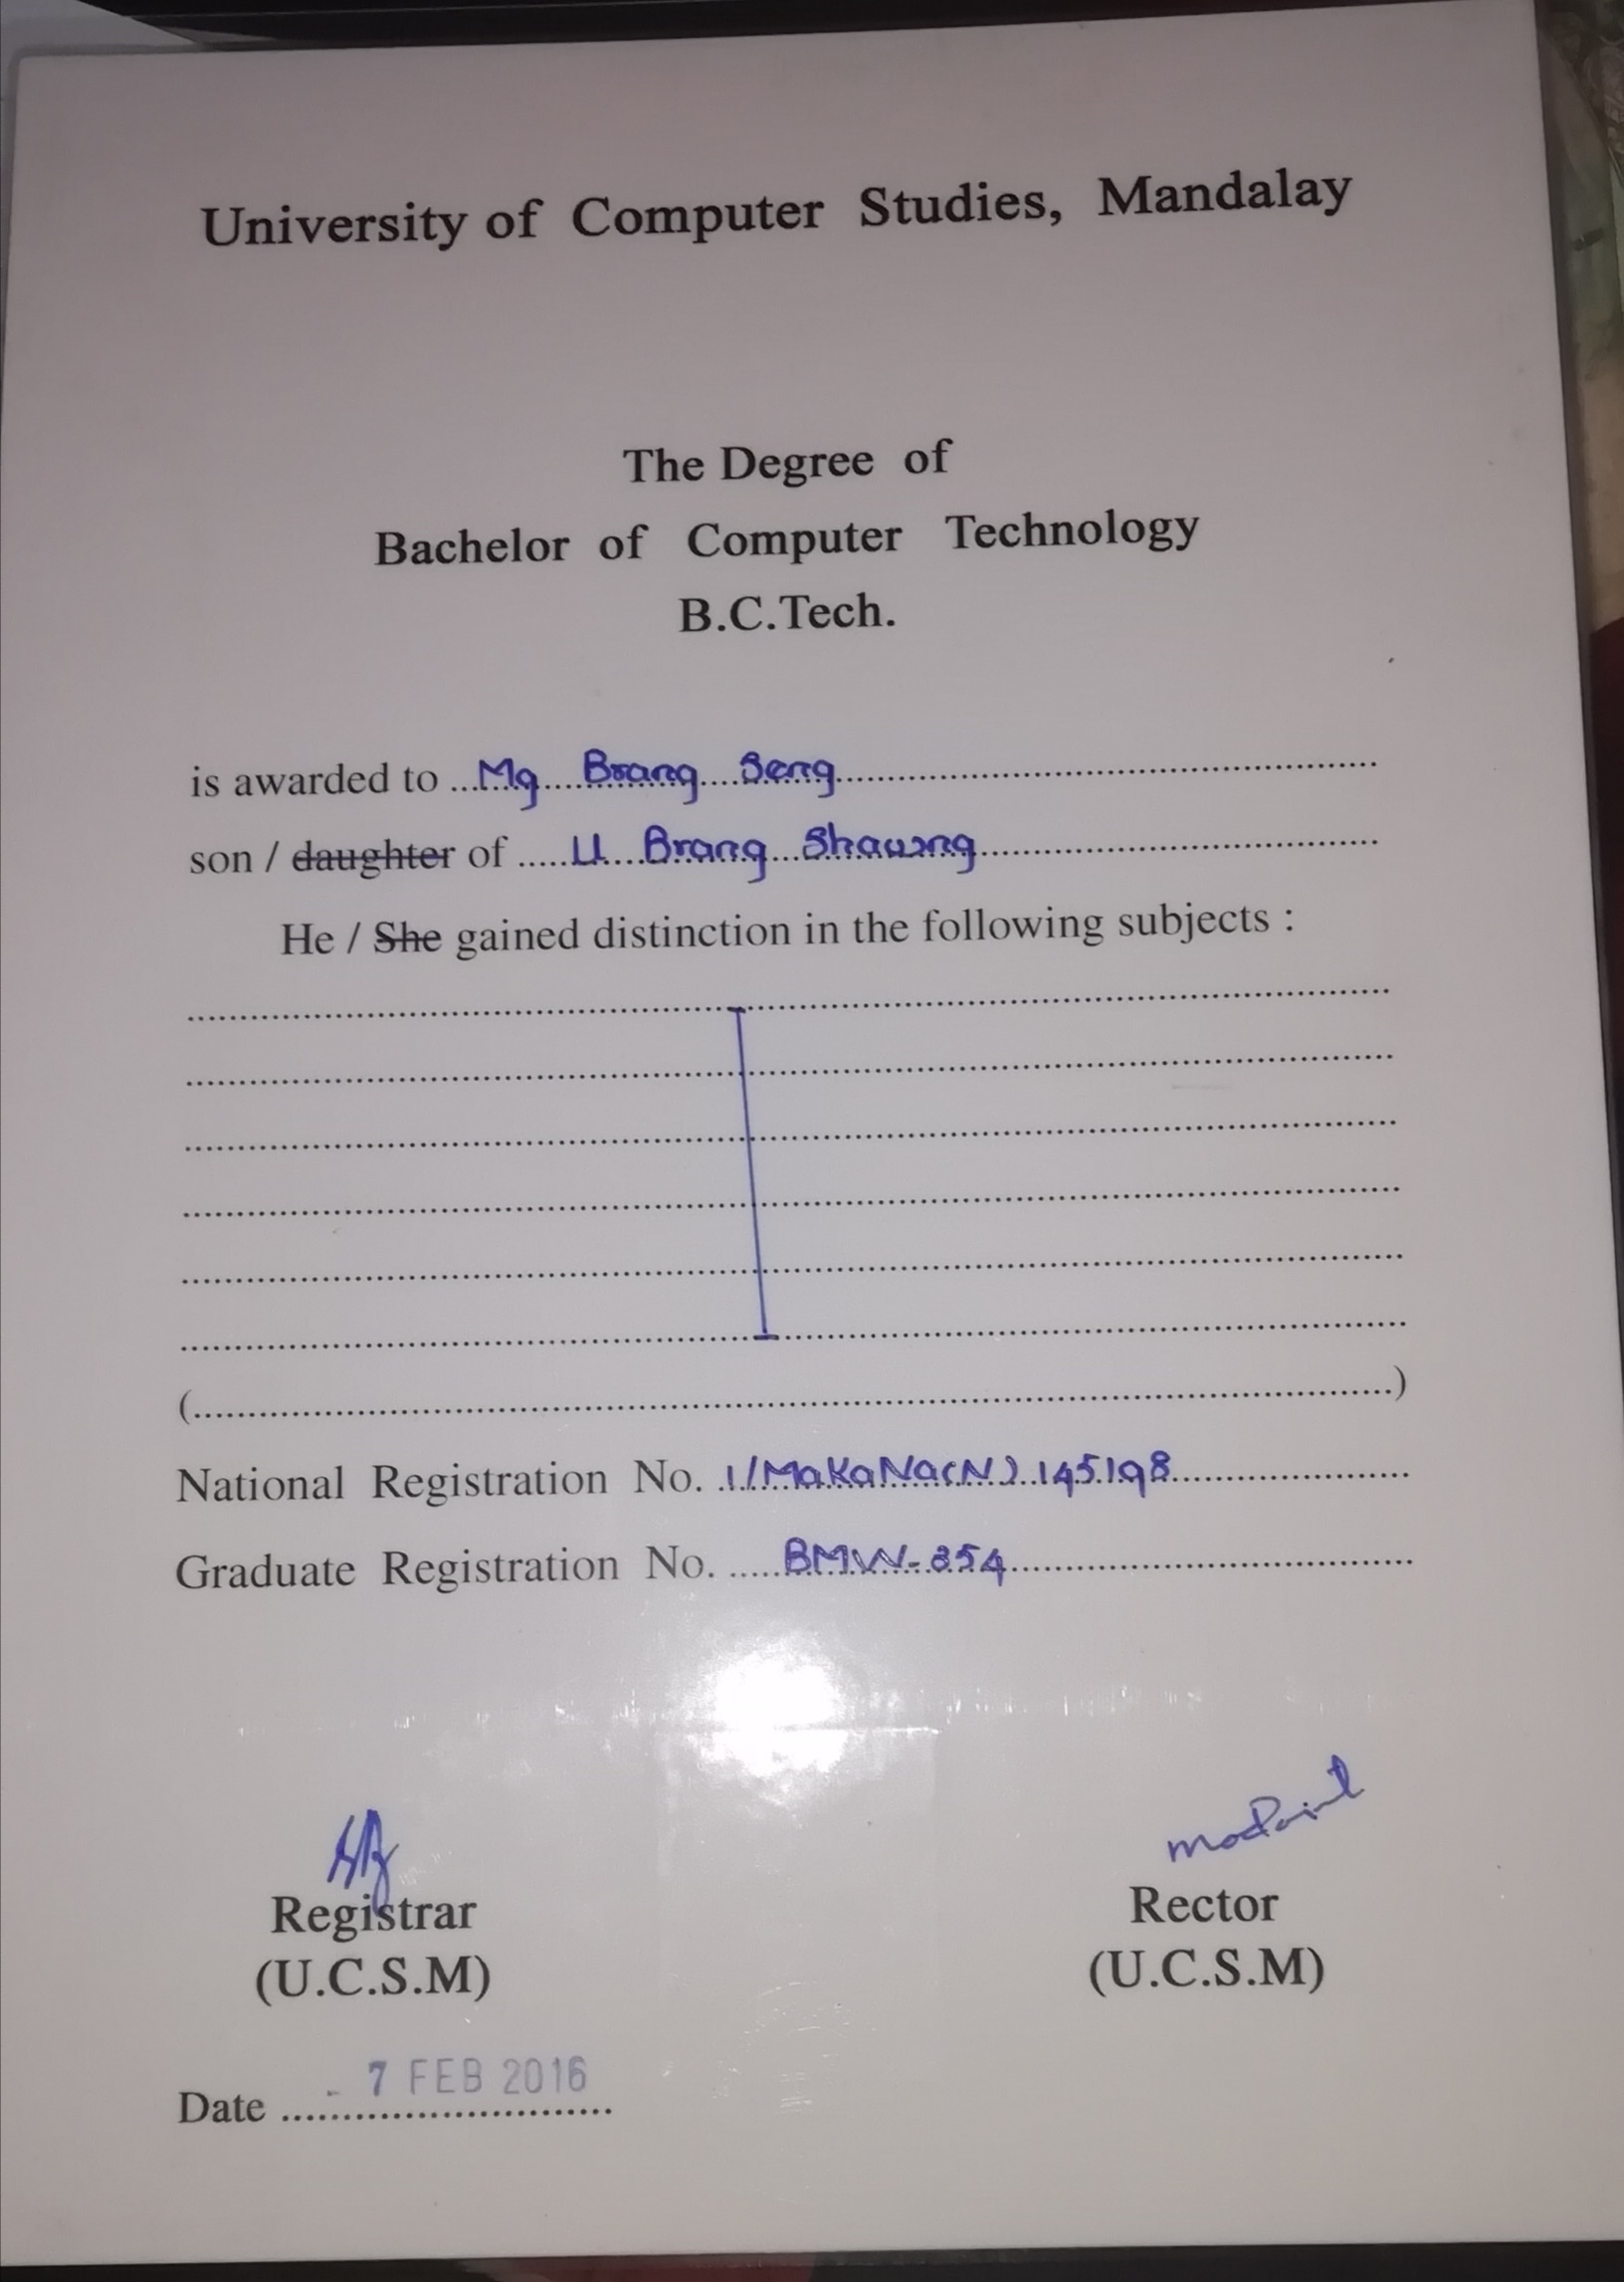 University of Computer Studies, Mandalay
The Degree of
Bachelor of Computer Technology
B.C.Tech.
is awarded to ...Mg...Brang...Seng...
son / daughter of ...U...Brang...Shawng...
He / She gained distinction in the following subjects :
(...)
National Registration No. 1/MaKaNa(N) 145198
Graduate Registration No. ...BMW-354...
Registrar
(U.C.S.M)
Rector
(U.C.S.M)
Date - 7 FEB 2016